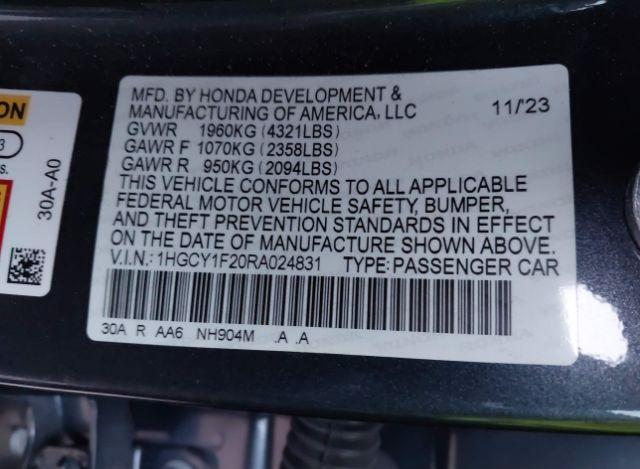 MFD. BY HONDA DEVELOPMENT &
MANUFACTURING OF AMERICA, LLC 11/23
GVWR 1960KG (4321LBS)
GAWR F 1070KG (2358LBS)
GAWR R 950KG (2094LBS)
THIS VEHICLE CONFORMS TO ALL APPLICABLE
FEDERAL MOTOR VEHICLE SAFETY, BUMPER,
AND THEFT PREVENTION STANDARDS IN EFFECT
ON THE DATE OF MANUFACTURE SHOWN ABOVE.
V.I.N.: 1HGCY1F20RA024831 TYPE: PASSENGER CAR
30A R AA6 NH904M .A .A
ON
3
30A-A0